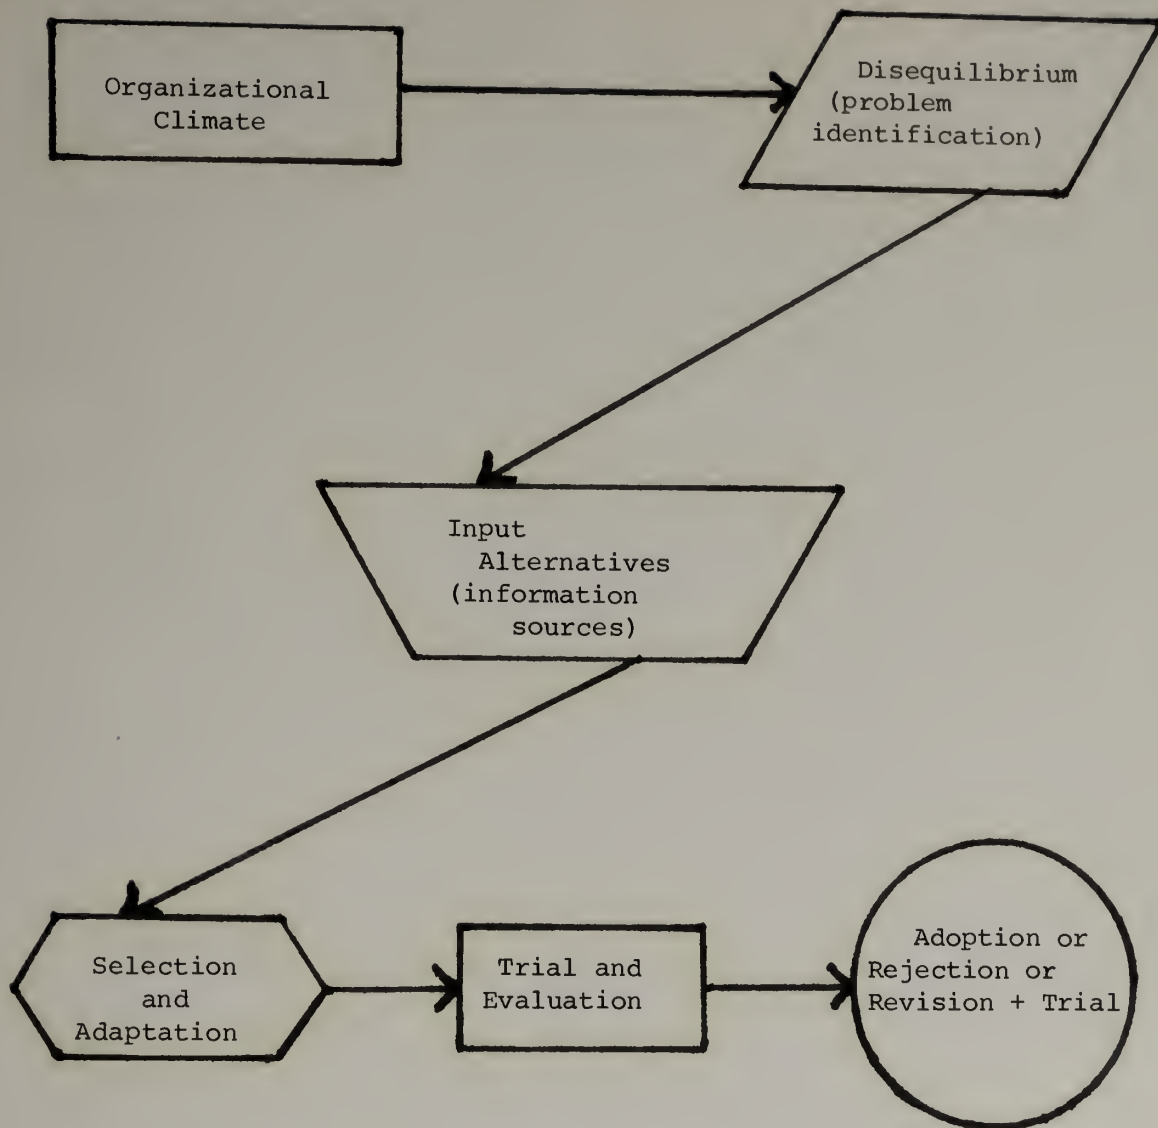 Organizational
Climate
Disequilibrium
(problem
identification)
Input
Alternatives
(information
sources)
Selection
and
Adaptation
Trial and
Evaluation
Adoption or
Rejection or
Revision + Trial